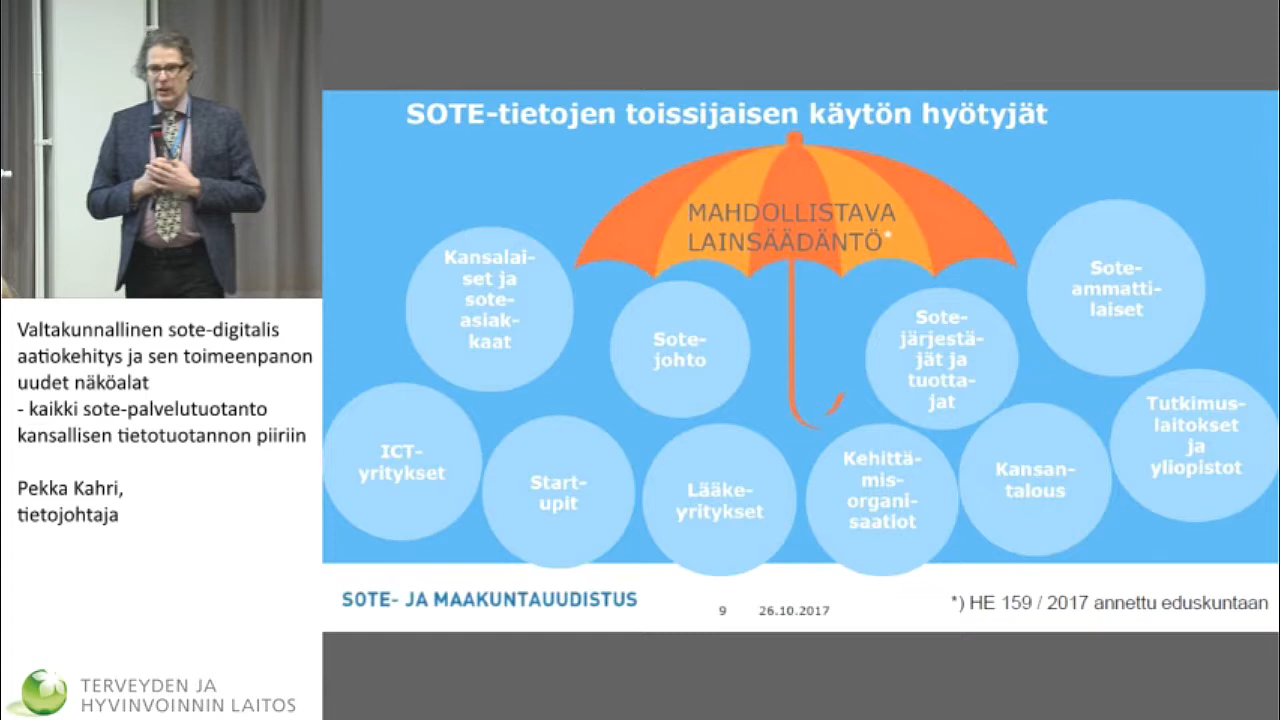 SOTE-tietojen toissijaisen käytön hyötyjät
MAHDOLLISTAVA
LAINSÄÄDÄNTÖ*
Kansalai-
set ja
sote-
asiak-
kaat
Sote-
johto
Sote-
järjestä-
jät ja
tuotta-
jat
Sote-
ammatti-
laiset
ICT-
yritykset
Start-
upit
Lääke-
yritykset
Kehittä-
mis-
organi-
saatiot
Kansan-
talous
Tutkimus-
laitokset
ja
yliopistot
SOTE- JA MAAKUNTAUUDISTUS
9 26.10.2017
*) HE 159 / 2017 annettu eduskuntaan
Valtakunnallinen sote-digitalis
aatiokehitys ja sen toimeenpanon
uudet näköalat
- kaikki sote-palvelutuotanto
kansallisen tietotuotannon piiriin
Pekka Kahri,
tietojohtaja
TERVEYDEN JA
HYVINVOINNIN LAITOS